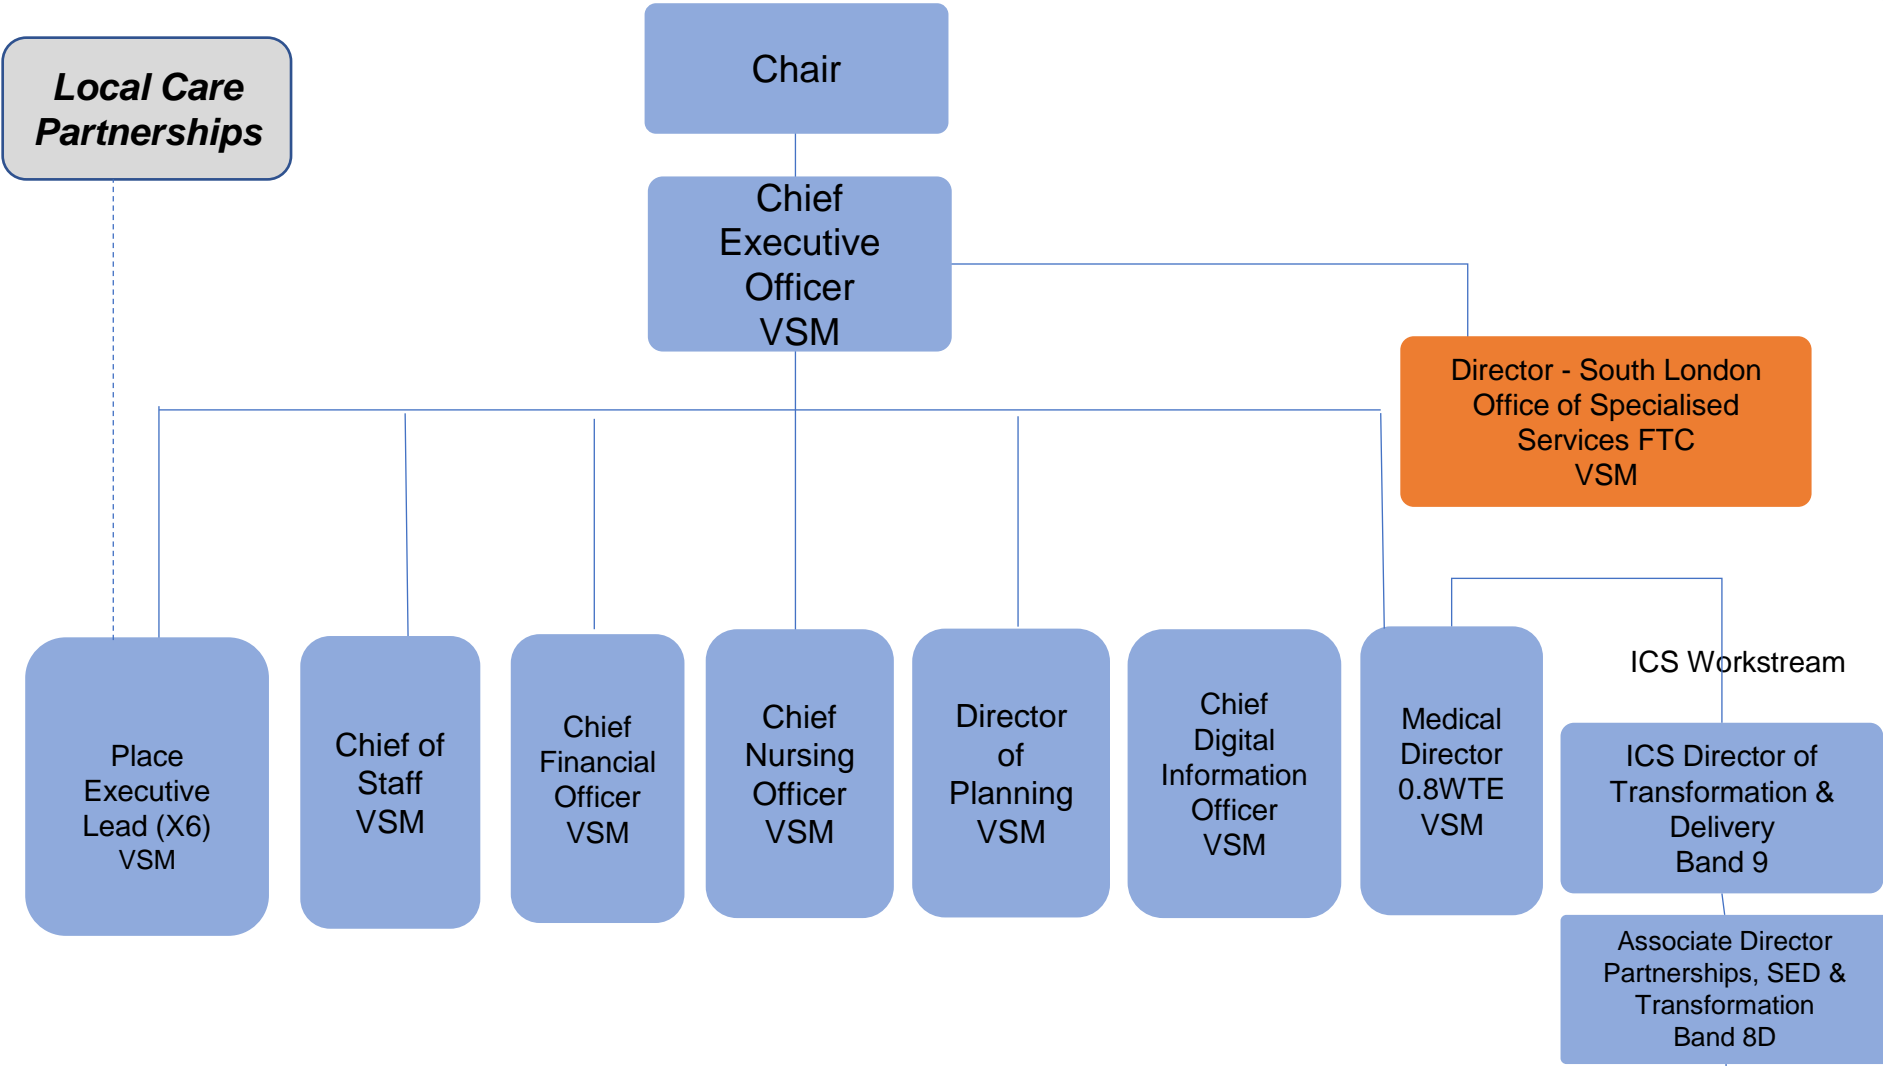 Local Care
Partnerships
Chair
Chief
Executive
Officer
VSM
Director - South London
Office of Specialised
Services FTC
VSM
Place
Executive
Lead (X6)
VSM
Chief of
Staff
VSM
Chief
Financial
Officer
VSM
Chief
Nursing
Officer
VSM
Director
of
Planning
VSM
Chief
Digital
Information
Officer
VSM
Medical
Director
0.8WTE
VSM
ICS Workstream
ICS Director of
Transformation &
Delivery
Band 9
Associate Director
Partnerships, SED &
Transformation
Band 8D